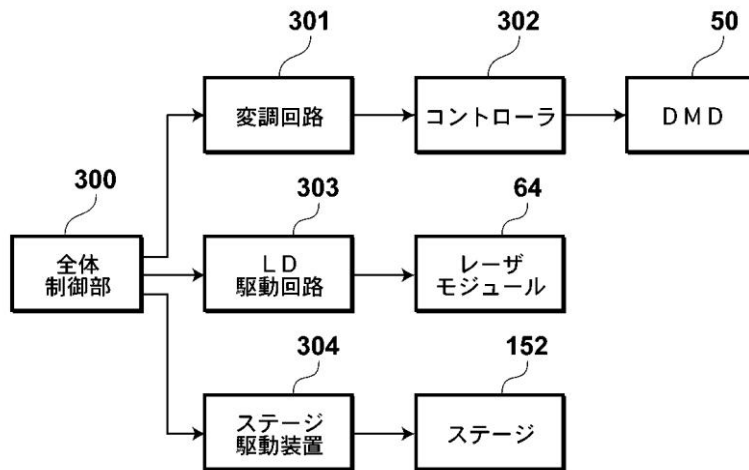 301
302
50
変調回路
コントローラ
ＤＭＤ
300
303
64
全体
制御部
ＬＤ
駆動回路
レーザ
モジュール
304
152
ステージ
駆動装置
ステージ